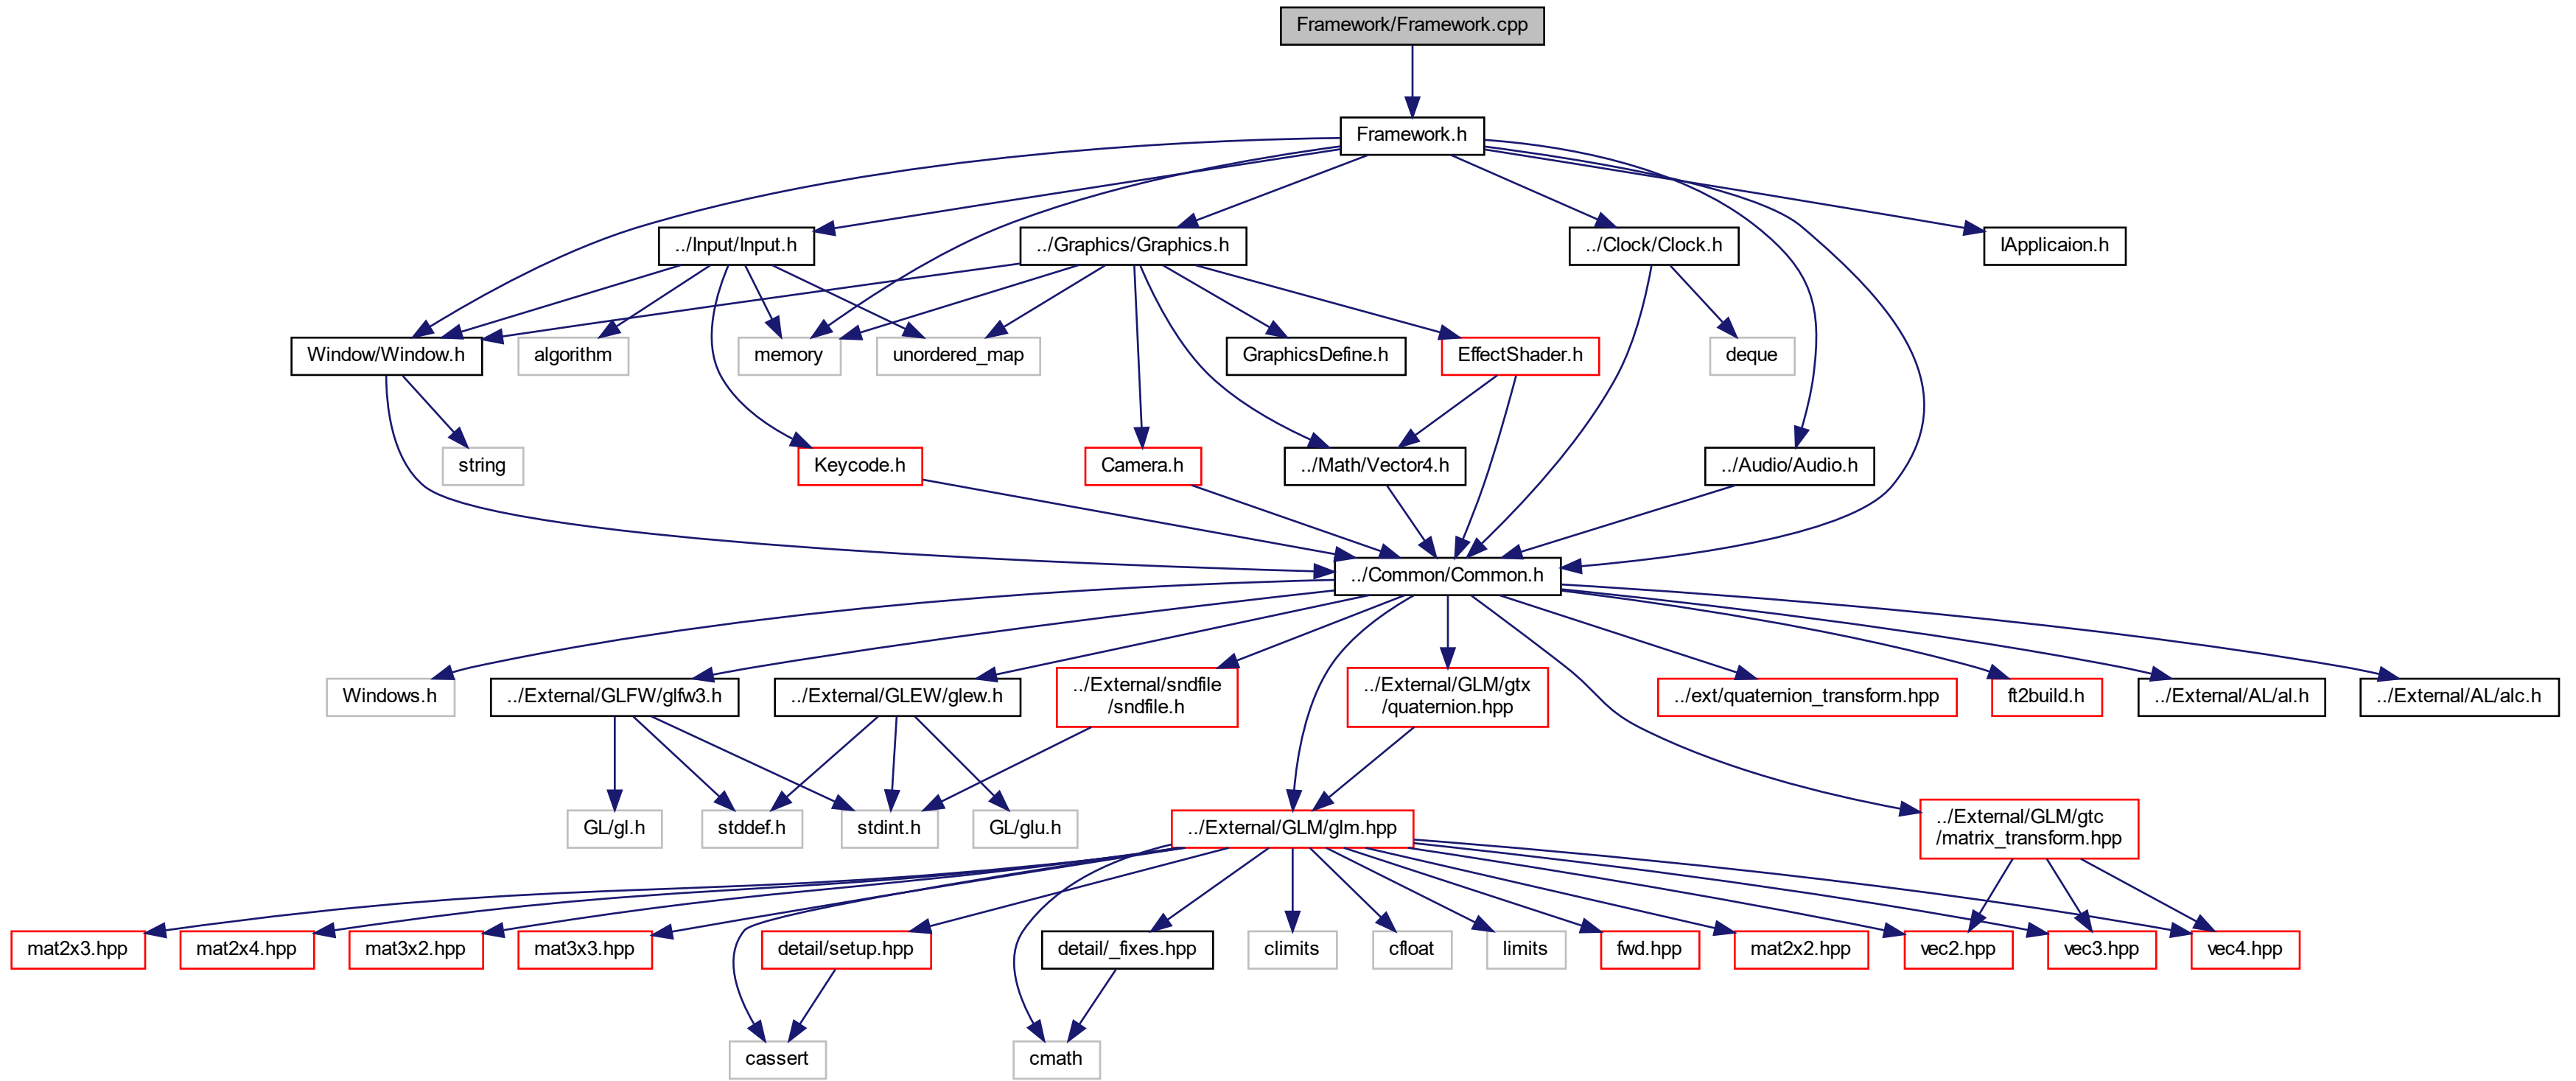 Framework/Framework.cpp
Framework.h
../Input/Input.h
../Graphics/Graphics.h
../Clock/Clock.h
IApplicaion.h
Window/Window.h
algorithm
memory
unordered_map
GraphicsDefine.h
EffectShader.h
deque
string
Keycode.h
Camera.h
../Math/Vector4.h
../Audio/Audio.h
../Common/Common.h
Windows.h
../External/GLFW/glfw3.h
../External/GLEW/glew.h
../External/sndfile
/sndfile.h
../External/GLM/gtx
/quaternion.hpp
../ext/quaternion_transform.hpp
ft2build.h
../External/AL/al.h
../External/AL/alc.h
GL/gl.h
stddef.h
stdint.h
GL/glu.h
../External/GLM/glm.hpp
../External/GLM/gtc
/matrix_transform.hpp
mat2x3.hpp
mat2x4.hpp
mat3x2.hpp
mat3x3.hpp
detail/setup.hpp
detail/_fixes.hpp
climits
cfloat
limits
fwd.hpp
mat2x2.hpp
vec2.hpp
vec3.hpp
vec4.hpp
cassert
cmath